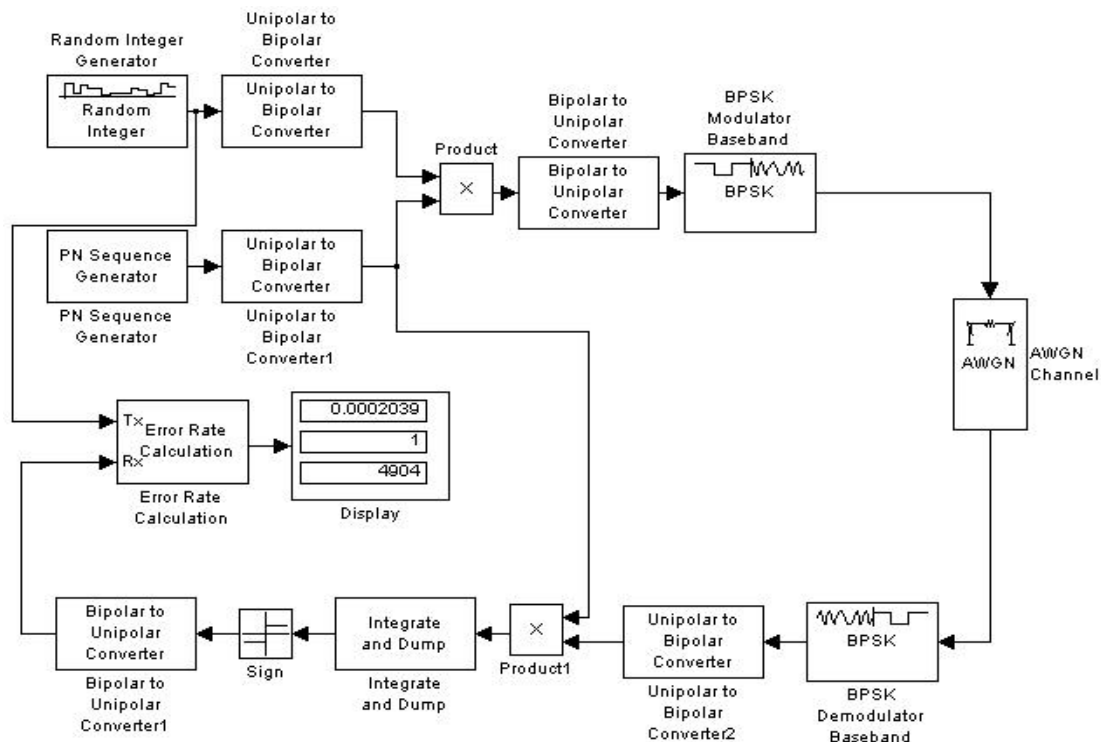 Random Integer
Generator
Random
Integer
Unipolar to
Bipolar
Converter
Unipolar to
Bipolar
Converter
Product
×
Bipolar to
Unipolar
Converter
Bipolar to
Unipolar
Converter
BPSK
Modulator
Baseband
BPSK
PN Sequence
Generator
PN Sequence
Generator
Unipolar to
Bipolar
Converter
Unipolar to
Bipolar
Converter1
AWGN
AWGN
Channel
Tx
Rx
Error Rate
Calculation
Error Rate
Calculation
0.0002039
1
4904
Display
Bipolar to
Unipolar
Converter
Bipolar to
Unipolar
Converter1
Sign
Integrate
and Dump
Integrate
and Dump
×
Product1
Unipolar to
Bipolar
Converter
Unipolar to
Bipolar
Converter2
BPSK
BPSK
Demodulator
Baseband